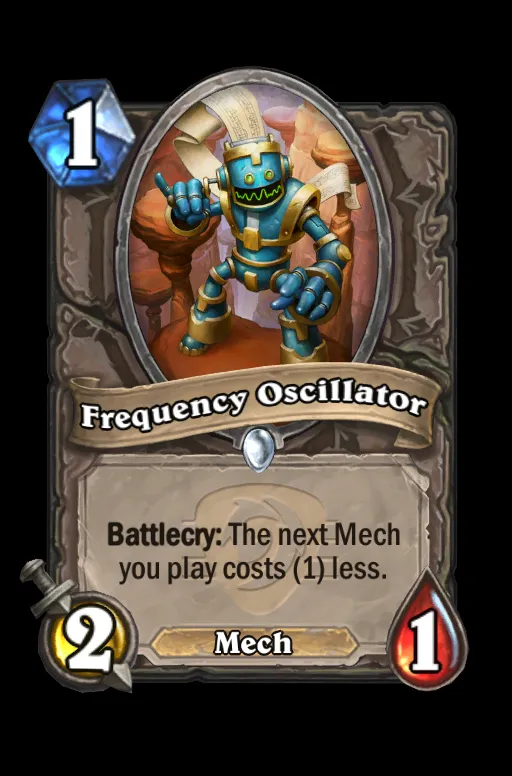 1
Frequency Oscillator
Battlecry: The next Mech
you play costs (1) less.
2
Mech
1